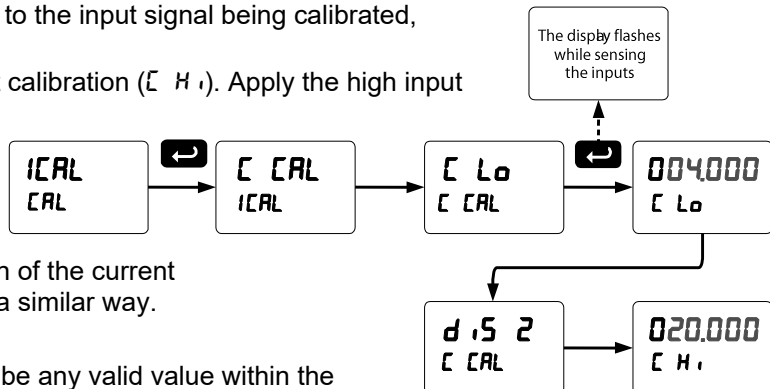 to the input signal being calibrated,
The display flashes
while sensing
the inputs
calibration (C Hi). Apply the high input
ICAL
CAL
C CAL
ICAL
C Lo
C CAL
004.000
C Lo
of the current
a similar way.
diS 2
C CAL
020.000
C Hi
be any valid value within the